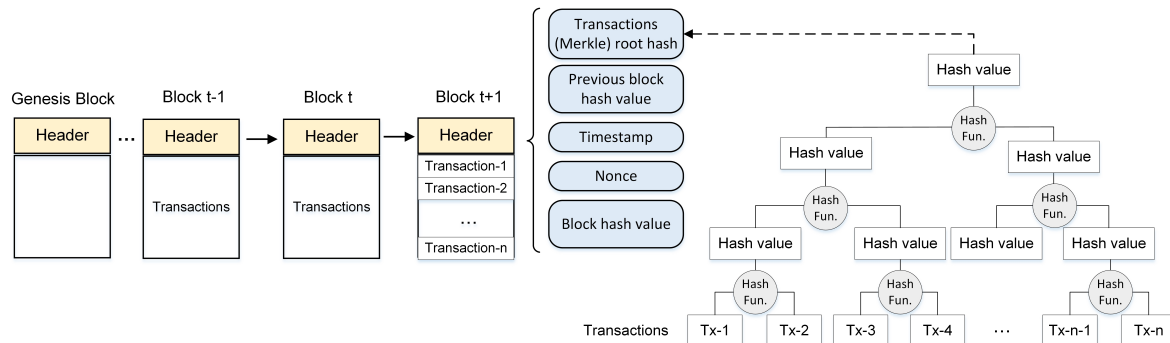 Genesis Block
Block t-1
Block t
Block t+1
Header
...
Header
Header
Header
Transactions
Transactions
Transaction-1
Transaction-2
...
Transaction-n
Transactions
(Merkle) root hash
Previous block
hash value
Timestamp
Nonce
Block hash value
Hash value
Hash
Fun.
Hash value
Hash value
Hash
Fun.
Hash
Fun.
Hash value
Hash value
Hash value
Hash value
Hash
Fun.
Hash
Fun.
Hash
Fun.
Transactions
Tx-1
Tx-2
Tx-3
Tx-4
...
Tx-n-1
Tx-n